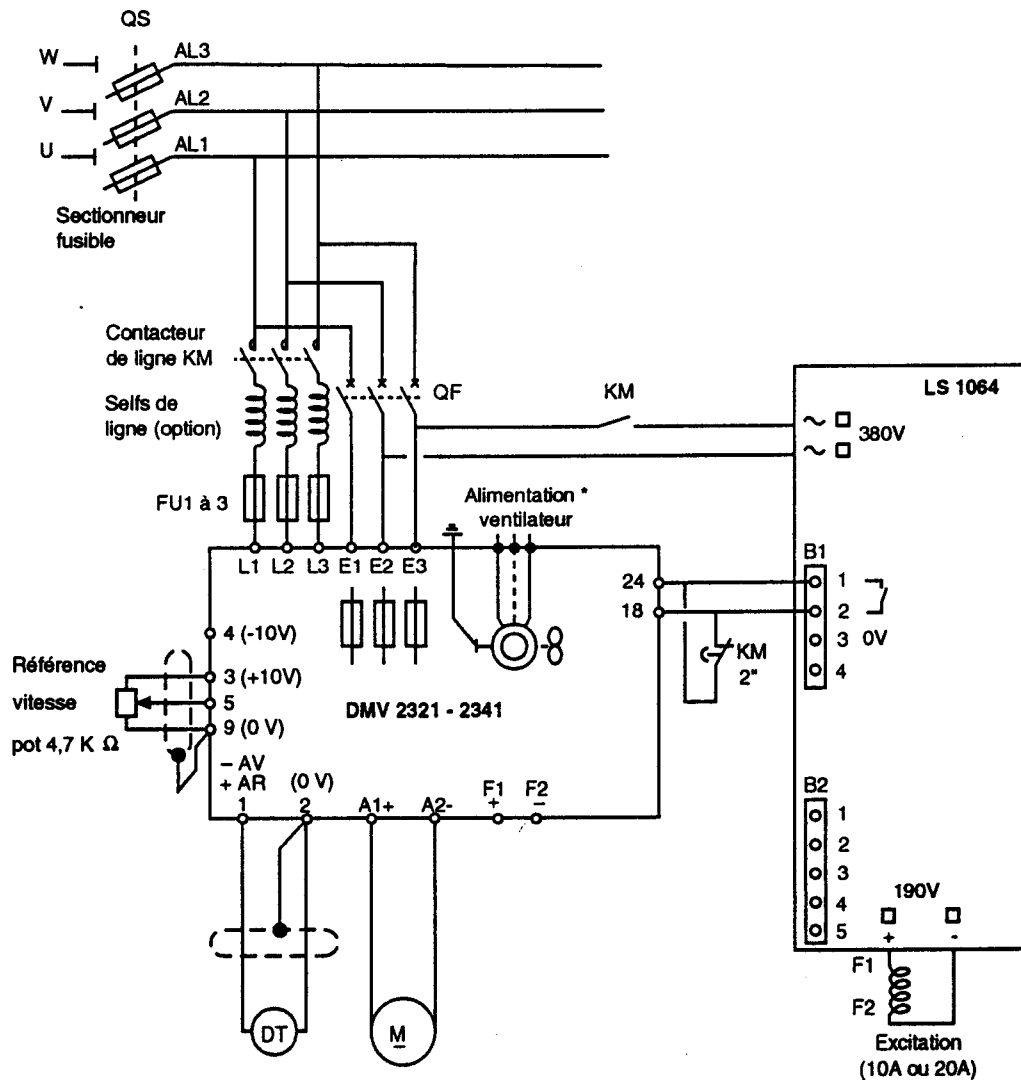 QS
W
AL3
V
AL2
U
AL1
Sectionneur
fusible
Contacteur
de ligne KM
Selfs de
ligne (option)
QF
KM
LS 1064
~
380V
~
FU1 à 3
Alimentation *
ventilateur
L1 L2 L3 E1 E2 E3
B1
24
1
18
2
3 0V
4
KM
2"
4 (-10V)
Référence
vitesse
pot 4,7 K Ω
3 (+10V)
5
9 (0 V)
DMV 2321 - 2341
– AV
+ AR
(0 V)
1
2
A1+
A2-
F1
+
F2
–
B2
1
2
3
4
5
190V
+
-
F1
F2
DT
M
Excitation
(10A ou 20A)